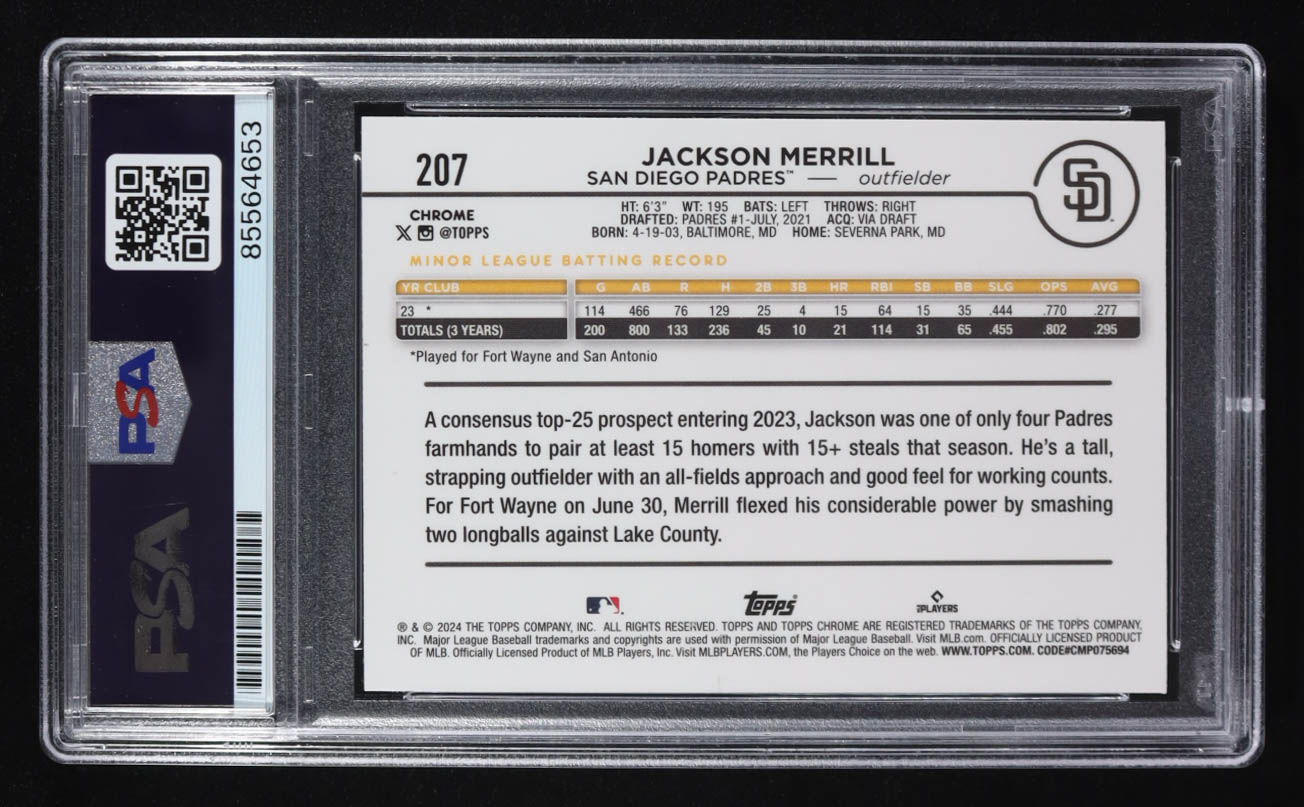 85564653
PSA
PSA
207
JACKSON MERRILL
SAN DIEGO PADRES™ — outfielder
SD
CHROME
X @TOPPS
HT: 6'3" WT: 195 BATS: LEFT THROWS: RIGHT
DRAFTED: PADRES #1-JULY, 2021 ACQ: VIA DRAFT
BORN: 4-19-03, BALTIMORE, MD HOME: SEVERNA PARK, MD
MINOR LEAGUE BATTING RECORD
YR CLUB G AB R H 2B 3B HR RBI SB BB SLG OPS AVG
23 * 114 466 76 129 25 4 15 64 15 35 .444 .770 .277
TOTALS (3 YEARS) 200 800 133 236 45 10 21 114 31 65 .455 .802 .295
*Played for Fort Wayne and San Antonio
A consensus top-25 prospect entering 2023, Jackson was one of only four Padres
farmhands to pair at least 15 homers with 15+ steals that season. He's a tall,
strapping outfielder with an all-fields approach and good feel for working counts.
For Fort Wayne on June 30, Merrill flexed his considerable power by smashing
two longballs against Lake County.
Topps
PLAYERS
® & © 2024 THE TOPPS COMPANY, INC. ALL RIGHTS RESERVED. TOPPS AND TOPPS CHROME ARE REGISTERED TRADEMARKS OF THE TOPPS COMPANY,
INC. Major League Baseball trademarks and copyrights are used with permission of Major League Baseball. Visit MLB.com. OFFICIALLY LICENSED PRODUCT
OF MLB. Officially Licensed Product of MLB Players, Inc. Visit MLBPLAYERS.COM, the Players Choice on the web. WWW.TOPPS.COM. CODE#CMP075694